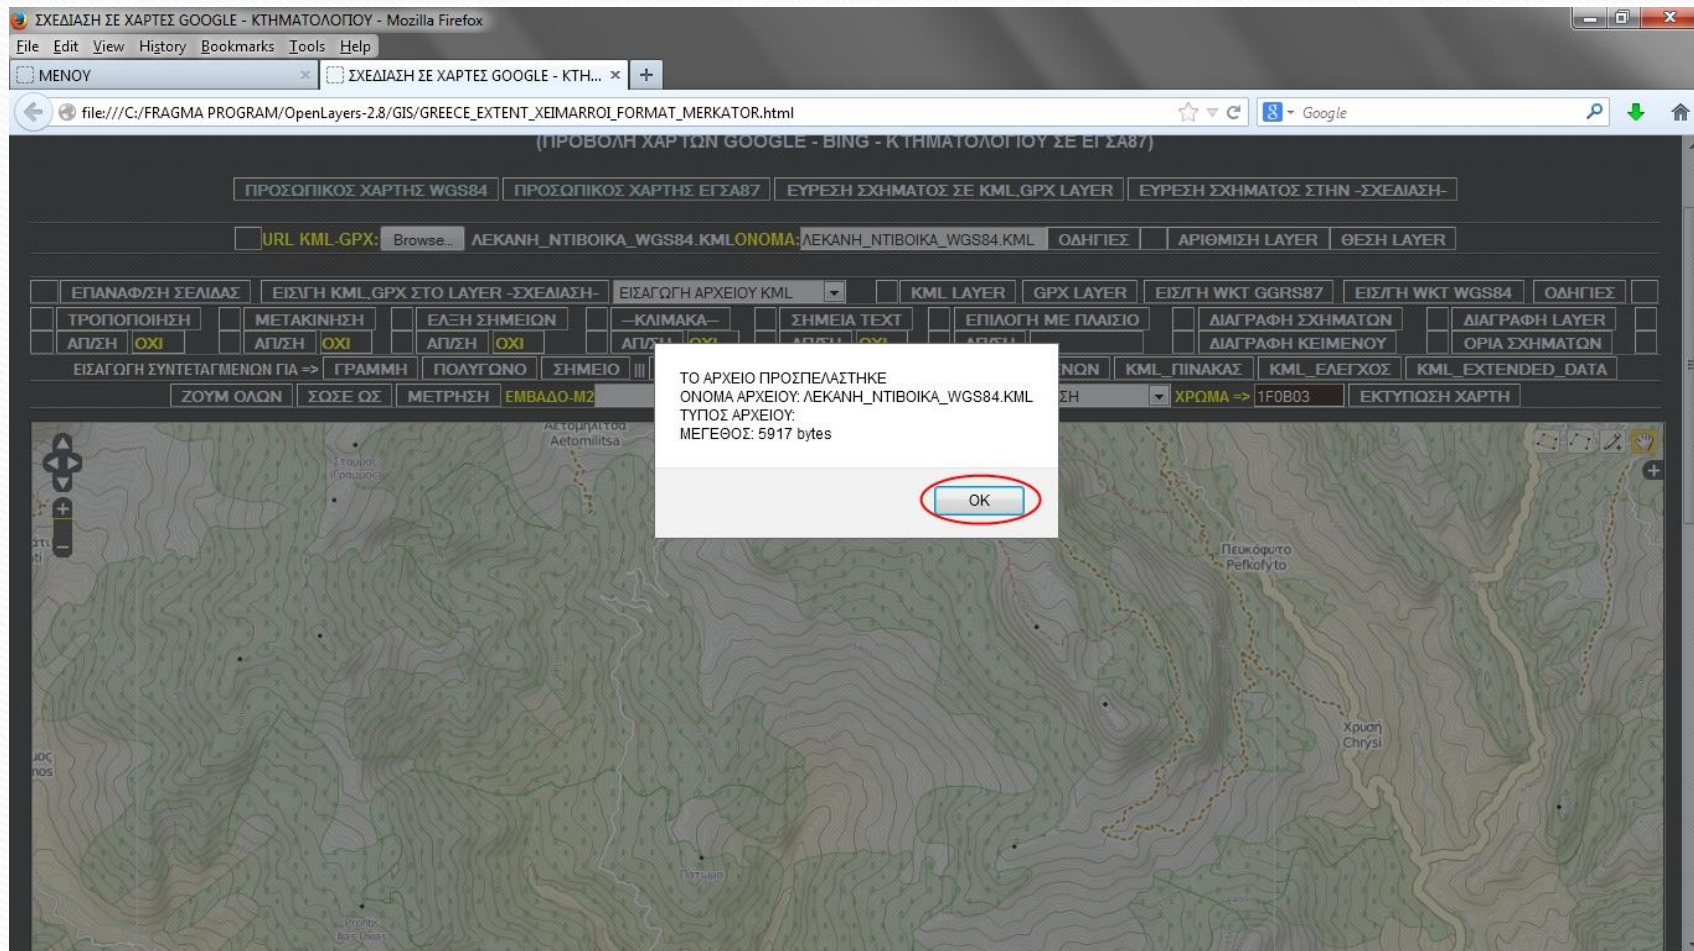 ΣΧΕΔΙΑΣΗ ΣΕ ΧΑΡΤΕΣ GOOGLE - ΚΤΗΜΑΤΟΛΟΓΙΟΥ - Mozilla Firefox
File Edit View History Bookmarks Tools Help
ΜΕΝΟΥ ΣΧΕΔΙΑΣΗ ΣΕ ΧΑΡΤΕΣ GOOGLE - ΚΤΗ...
file:///C:/FRAGMA PROGRAM/OpenLayers-2.8/GIS/GREECE_EXTENT_XEIMARROI_FORMAT_MERKATOR.html Google
(ΠΡΟΒΟΛΗ ΧΑΡΤΩΝ GOOGLE - BING - ΚΤΗΜΑΤΟΛΟΓΙΟΥ ΣΕ ΕΓΣΑ87)
ΠΡΟΣΩΠΙΚΟΣ ΧΑΡΤΗΣ WGS84 ΠΡΟΣΩΠΙΚΟΣ ΧΑΡΤΗΣ ΕΓΣΑ87 ΕΥΡΕΣΗ ΣΧΗΜΑΤΟΣ ΣΕ KML,GPX LAYER ΕΥΡΕΣΗ ΣΧΗΜΑΤΟΣ ΣΤΗΝ -ΣΧΕΔΙΑΣΗ-
URL KML-GPX: Browse... ΛΕΚΑΝΗ_ΝΤΙΒΟΙΚΑ_WGS84.KML ΟΝΟΜΑ: ΛΕΚΑΝΗ_ΝΤΙΒΟΙΚΑ_WGS84.KML ΟΔΗΓΙΕΣ ΑΡΙΘΜΙΣΗ LAYER ΘΕΣΗ LAYER
ΕΠΑΝΑΦ/ΣΗ ΣΕΛΙΔΑΣ ΕΙΣ\ΓΗ KML,GPX ΣΤΟ LAYER -ΣΧΕΔΙΑΣΗ- ΕΙΣΑΓΩΓΗ ΑΡΧΕΙΟΥ KML KML LAYER GPX LAYER ΕΙΣ/ΓΗ WKT GGRS87 ΕΙΣ/ΓΗ WKT WGS84 ΟΔΗΓΙΕΣ
ΤΡΟΠΟΠΟΙΗΣΗ ΜΕΤΑΚΙΝΗΣΗ ΕΛΞΗ ΣΗΜΕΙΩΝ —ΚΛΙΜΑΚΑ— ΣΗΜΕΙΑ TEXT ΕΠΙΛΟΓΗ ΜΕ ΠΛΑΙΣΙΟ ΔΙΑΓΡΑΦΗ ΣΧΗΜΑΤΩΝ ΔΙΑΓΡΑΦΗ LAYER
ΑΠ/ΣΗ ΟΧΙ ΑΠ/ΣΗ ΟΧΙ ΑΠ/ΣΗ ΟΧΙ ΔΙΑΓΡΑΦΗ ΚΕΙΜΕΝΟΥ ΟΡΙΑ ΣΧΗΜΑΤΩΝ
ΕΙΣΑΓΩΓΗ ΣΥΝΤΕΤΑΓΜΕΝΩΝ ΓΙΑ => ΓΡΑΜΜΗ ΠΟΛΥΓΩΝΟ ΣΗΜΕΙΟ ||| KML_ΠΙΝΑΚΑΣ KML_ΕΛΕΓΧΟΣ KML_EXTENDED_DATA
ΖΟΥΜ ΟΛΩΝ ΣΩΣΕ ΩΣ ΜΕΤΡΗΣΗ ΕΜΒΑΔΟ-Μ2 ΧΡΩΜΑ => 1F0B03 ΕΚΤΥΠΩΣΗ ΧΑΡΤΗ
ΤΟ ΑΡΧΕΙΟ ΠΡΟΣΠΕΛΑΣΤΗΚΕ
ΟΝΟΜΑ ΑΡΧΕΙΟΥ: ΛΕΚΑΝΗ_ΝΤΙΒΟΙΚΑ_WGS84.KML
ΤΥΠΟΣ ΑΡΧΕΙΟΥ:
ΜΕΓΕΘΟΣ: 5917 bytes
OK
Αετομηλίτσα
Aetomilitsa
Πευκόφυτο
Pefkofyto
Χρυσή
Chrysi